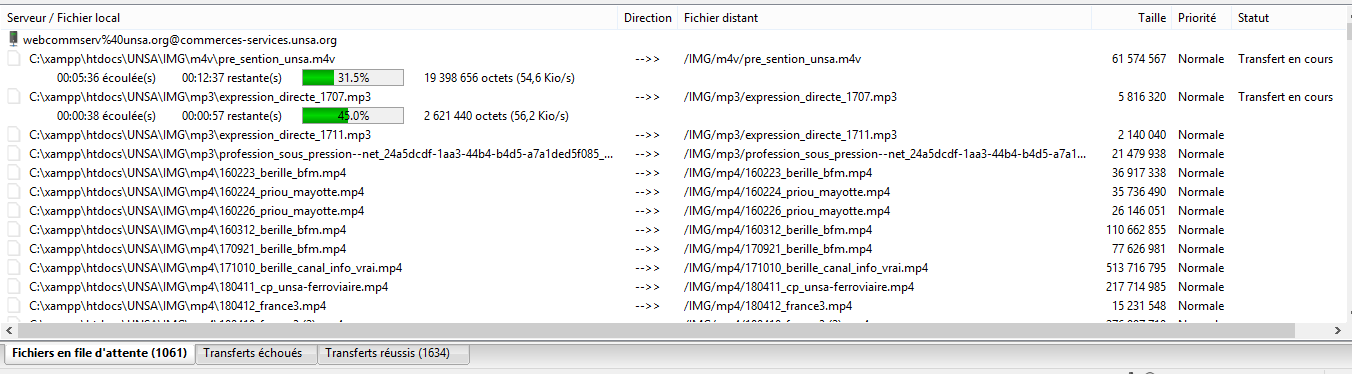 Serveur / Fichier local Direction Fichier distant Taille Priorité Statut
webcommserv%40unsa.org@commerces-services.unsa.org
C:\xampp\htdocs\UNSA\IMG\m4v\pre_sention_unsa.m4v -->> /IMG/m4v/pre_sention_unsa.m4v 61 574 567 Normale Transfert en cours
00:05:36 écoulée(s) 00:12:37 restante(s) 31.5% 19 398 656 octets (54,6 Kio/s)
C:\xampp\htdocs\UNSA\IMG\mp3\expression_directe_1707.mp3 -->> /IMG/mp3/expression_directe_1707.mp3 5 816 320 Normale Transfert en cours
00:00:38 écoulée(s) 00:00:57 restante(s) 45.0% 2 621 440 octets (56,2 Kio/s)
C:\xampp\htdocs\UNSA\IMG\mp3\expression_directe_1711.mp3 -->> /IMG/mp3/expression_directe_1711.mp3 2 140 040 Normale
C:\xampp\htdocs\UNSA\IMG\mp3\profession_sous_pression--net_24a5dcdf-1aa3-44b4-b4d5-a7a1ded5f085_... -->> /IMG/mp3/profession_sous_pression--net_24a5dcdf-1aa3-44b4-b4d5-a7a1... 21 479 938 Normale
C:\xampp\htdocs\UNSA\IMG\mp4\160223_berille_bfm.mp4 -->> /IMG/mp4/160223_berille_bfm.mp4 36 917 338 Normale
C:\xampp\htdocs\UNSA\IMG\mp4\160224_priou_mayotte.mp4 -->> /IMG/mp4/160224_priou_mayotte.mp4 35 736 490 Normale
C:\xampp\htdocs\UNSA\IMG\mp4\160226_priou_mayotte.mp4 -->> /IMG/mp4/160226_priou_mayotte.mp4 26 146 051 Normale
C:\xampp\htdocs\UNSA\IMG\mp4\160312_berille_bfm.mp4 -->> /IMG/mp4/160312_berille_bfm.mp4 110 662 855 Normale
C:\xampp\htdocs\UNSA\IMG\mp4\170921_berille_bfm.mp4 -->> /IMG/mp4/170921_berille_bfm.mp4 77 626 981 Normale
C:\xampp\htdocs\UNSA\IMG\mp4\171010_berille_canal_info_vrai.mp4 -->> /IMG/mp4/171010_berille_canal_info_vrai.mp4 513 716 795 Normale
C:\xampp\htdocs\UNSA\IMG\mp4\180411_cp_unsa-ferroviaire.mp4 -->> /IMG/mp4/180411_cp_unsa-ferroviaire.mp4 217 714 985 Normale
C:\xampp\htdocs\UNSA\IMG\mp4\180412_france3.mp4 -->> /IMG/mp4/180412_france3.mp4 15 231 548 Normale
Fichiers en file d'attente (1061) Transferts échoués Transferts réussis (1634)